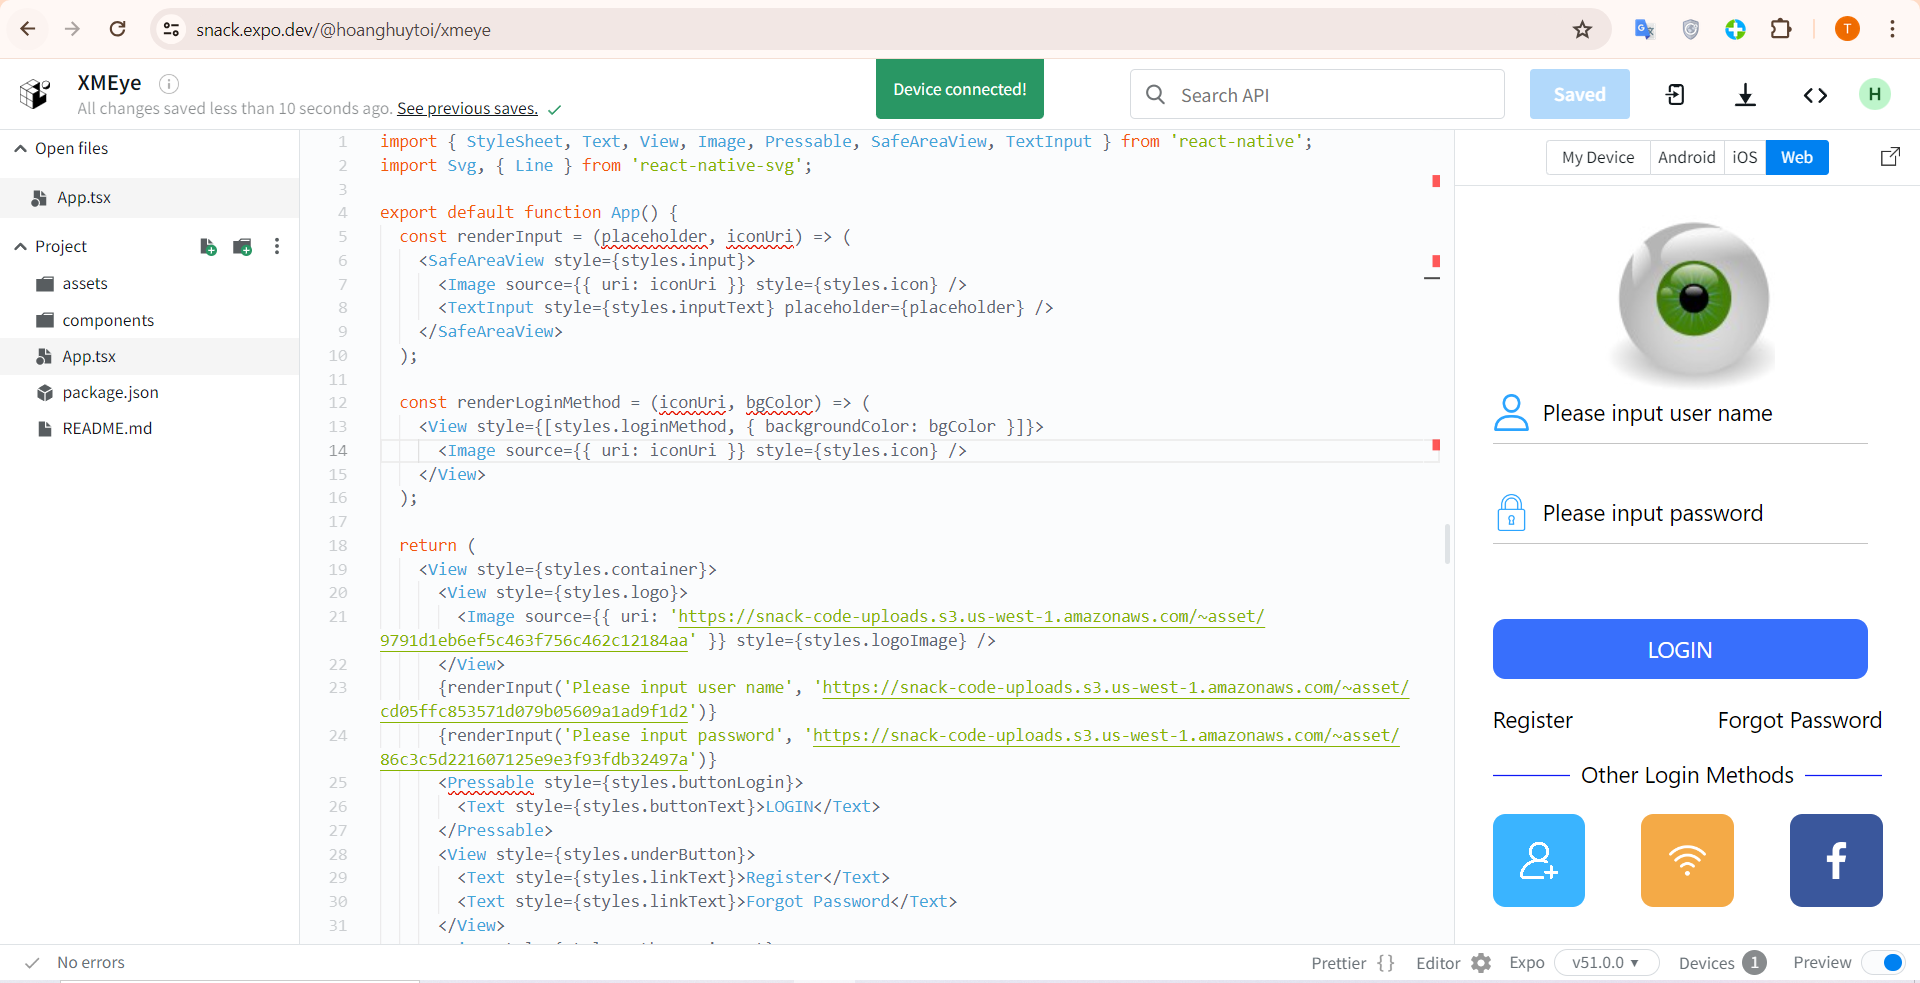 snack.expo.dev/@hoanghuytoi/xmeye
T
XMEye
All changes saved less than 10 seconds ago. See previous saves.
Device connected!
Search API
Saved
H
Open files
App.tsx
Project
assets
components
App.tsx
package.json
README.md
1 import { StyleSheet, Text, View, Image, Pressable, SafeAreaView, TextInput } from 'react-native';
2 import Svg, { Line } from 'react-native-svg';
3
4 export default function App() {
5 const renderInput = (placeholder, iconUri) => (
6 <SafeAreaView style={styles.input}>
7 <Image source={{ uri: iconUri }} style={styles.icon} />
8 <TextInput style={styles.inputText} placeholder={placeholder} />
9 </SafeAreaView>
10 );
11
12 const renderLoginMethod = (iconUri, bgColor) => (
13 <View style={[styles.loginMethod, { backgroundColor: bgColor }]}>
14 <Image source={{ uri: iconUri }} style={styles.icon} />
15 </View>
16 );
17
18 return (
19 <View style={styles.container}>
20 <View style={styles.logo}>
21 <Image source={{ uri: 'https://snack-code-uploads.s3.us-west-1.amazonaws.com/~asset/
9791d1eb6ef5c463f756c462c12184aa' }} style={styles.logoImage} />
22 </View>
23 {renderInput('Please input user name', 'https://snack-code-uploads.s3.us-west-1.amazonaws.com/~asset/
cd05ffc853571d079b05609a1ad9f1d2')}
24 {renderInput('Please input password', 'https://snack-code-uploads.s3.us-west-1.amazonaws.com/~asset/
86c3c5d221607125e9e3f93fdb32497a')}
25 <Pressable style={styles.buttonLogin}>
26 <Text style={styles.buttonText}>LOGIN</Text>
27 </Pressable>
28 <View style={styles.underButton}>
29 <Text style={styles.linkText}>Register</Text>
30 <Text style={styles.linkText}>Forgot Password</Text>
31 </View>
My Device Android iOS Web
Please input user name
Please input password
LOGIN
Register Forgot Password
Other Login Methods
f
No errors
Prettier { } Editor Expo v51.0.0 Devices 1 Preview